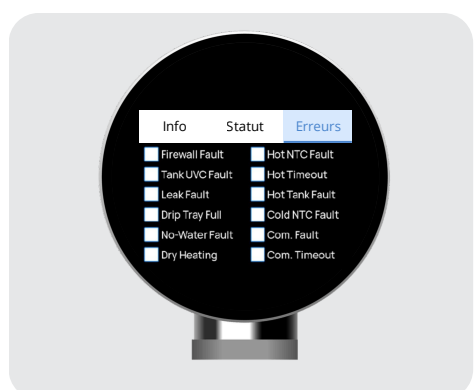 Info Statut Erreurs
Firewall Fault Hot NTC Fault
Tank UVC Fault Hot Timeout
Leak Fault Hot Tank Fault
Drip Tray Full Cold NTC Fault
No-Water Fault Com. Fault
Dry Heating Com. Timeout